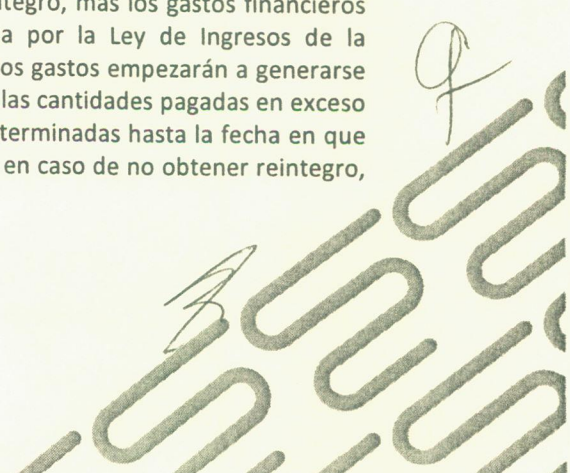 más los gastos financieros
a por la Ley de Ingresos de la
os gastos empezarán a generarse
las cantidades pagadas en exceso
terminadas hasta la fecha en que
en caso de no obtener reintegro,